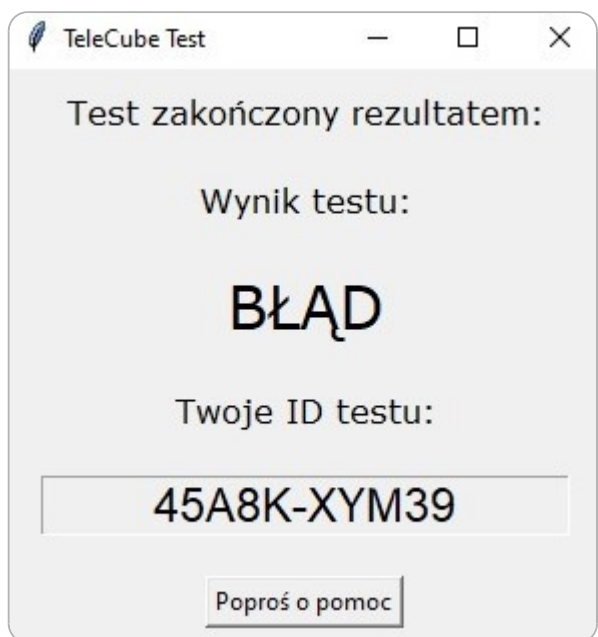 TeleCube Test
Test zakończony rezultatem:
Wynik testu:
BŁĄD
Twoje ID testu:
45A8K-XYM39
Poproś o pomoc